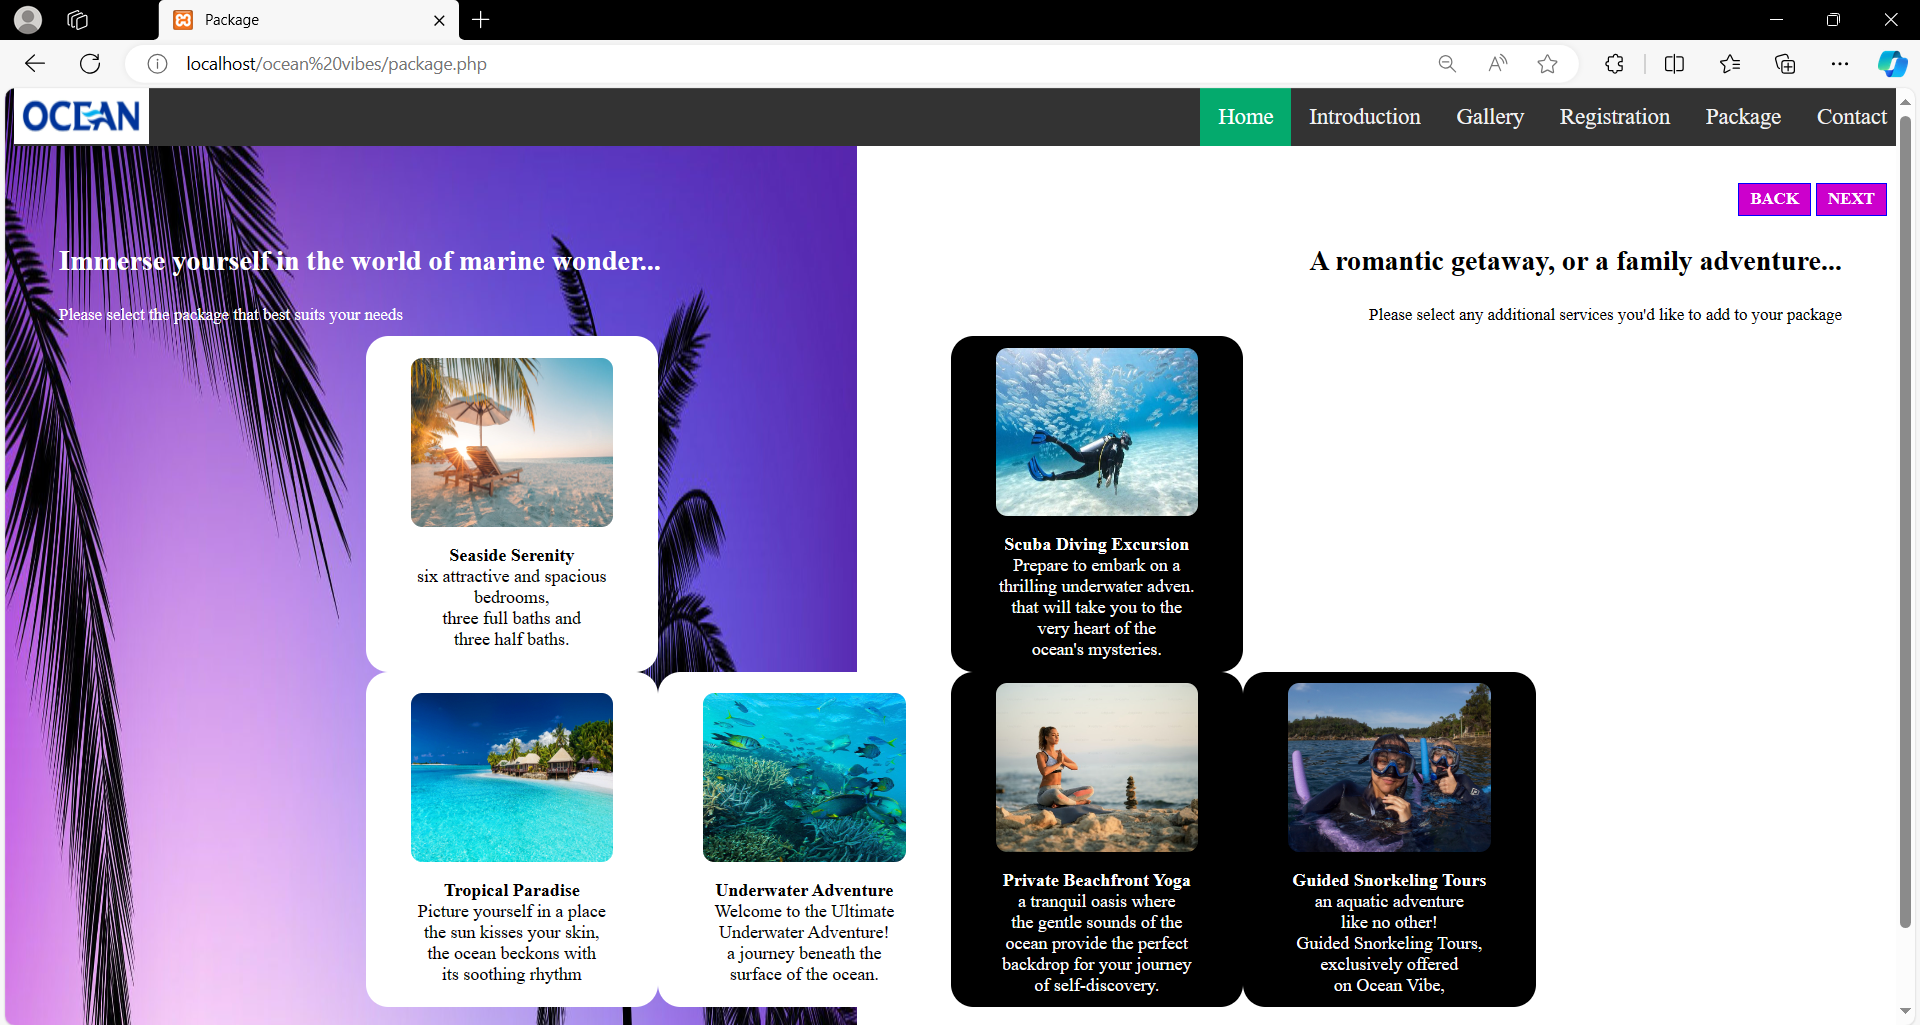 Package
localhost/ocean%20vibes/package.php
OCEAN
Home Introduction Gallery Registration Package Contact
BACK NEXT
Immerse yourself in the world of marine wonder...
A romantic getaway, or a family adventure...
Please select the package that best suits your needs
Please select any additional services you'd like to add to your package
Seaside Serenity
six attractive and spacious
bedrooms,
three full baths and
three half baths.
Scuba Diving Excursion
Prepare to embark on a
thrilling underwater adven.
that will take you to the
very heart of the
ocean's mysteries.
Tropical Paradise
Picture yourself in a place
the sun kisses your skin,
the ocean beckons with
its soothing rhythm
Underwater Adventure
Welcome to the Ultimate
Underwater Adventure!
a journey beneath the
surface of the ocean.
Private Beachfront Yoga
a tranquil oasis where
the gentle sounds of the
ocean provide the perfect
backdrop for your journey
of self-discovery.
Guided Snorkeling Tours
an aquatic adventure
like no other!
Guided Snorkeling Tours,
exclusively offered
on Ocean Vibe,